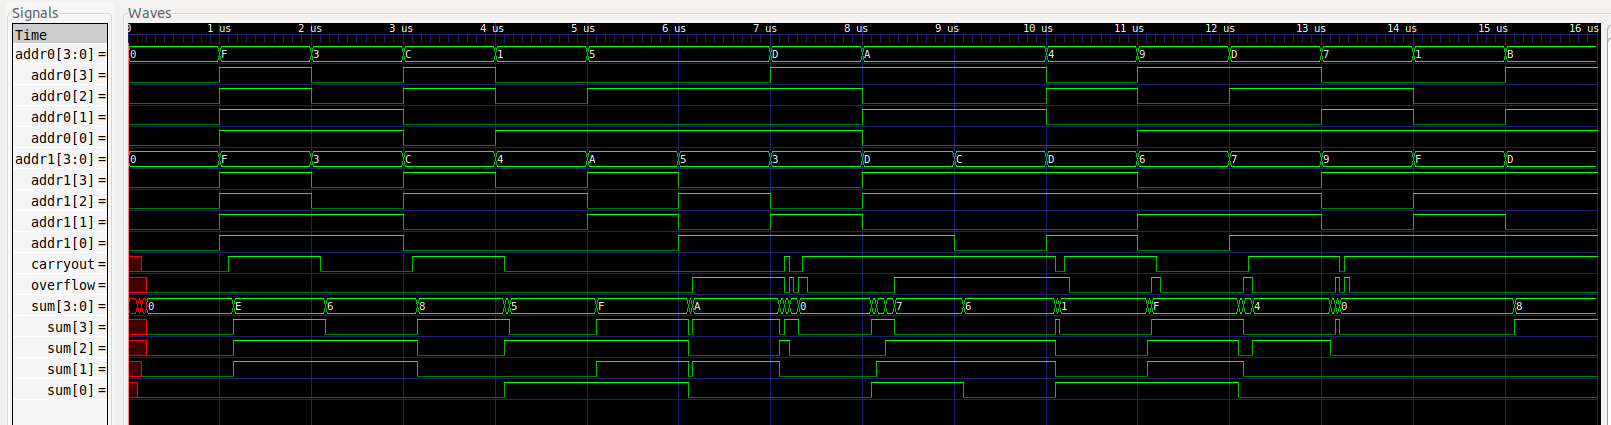 Signals Waves
Time 0 1 us 2 us 3 us 4 us 5 us 6 us 7 us 8 us 9 us 10 us 11 us 12 us 13 us 14 us 15 us 16 us
addr0[3:0] = 0 F 3 C 1 5 D A 4 9 D 7 1 B
addr0[3] =
addr0[2] =
addr0[1] =
addr0[0] =
addr1[3:0] = 0 F 3 C 4 A 5 3 D C D 6 7 9 F D
addr1[3] =
addr1[2] =
addr1[1] =
addr1[0] =
carryout =
overflow =
sum[3:0] = 0 E 6 8 5 F A 0 7 6 1 F 4 0 8
sum[3] =
sum[2] =
sum[1] =
sum[0] =